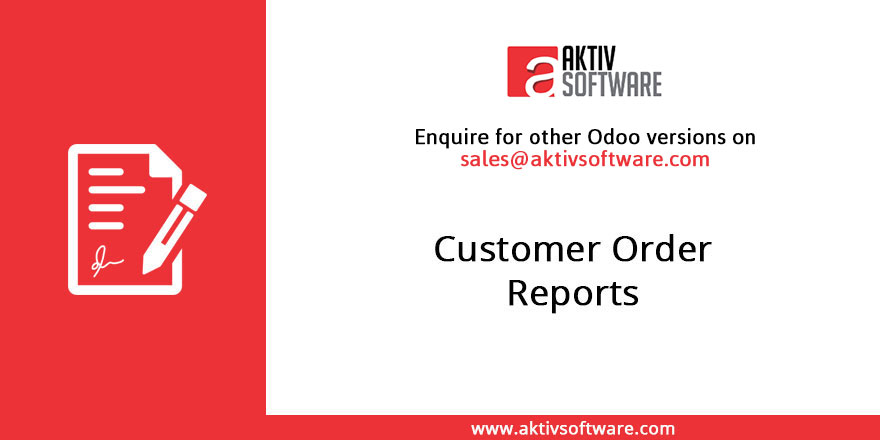 AKTIV
SOFTWARE
Enquire for other Odoo versions on
sales@aktivsoftware.com
Customer Order
Reports
www.aktivsoftware.com